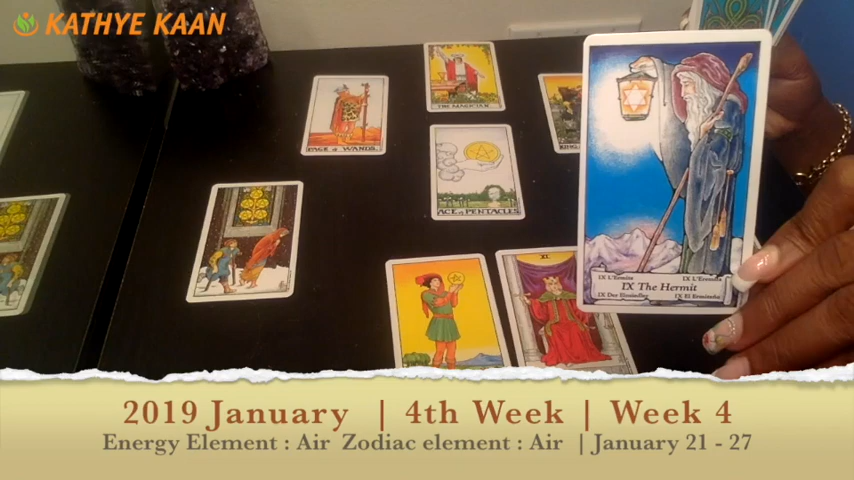 KATHYE KAAN
THE MAGICIAN.
PAGE of WANDS.
KING
ACE of PENTACLES
XI
IX L'Ermite
IX L'Eremita
IX The Hermit
IX Der Einsiedler
IX El Ermitaño
2019 January | 4th Week | Week 4
Energy Element : Air Zodiac element : Air | January 21 - 27